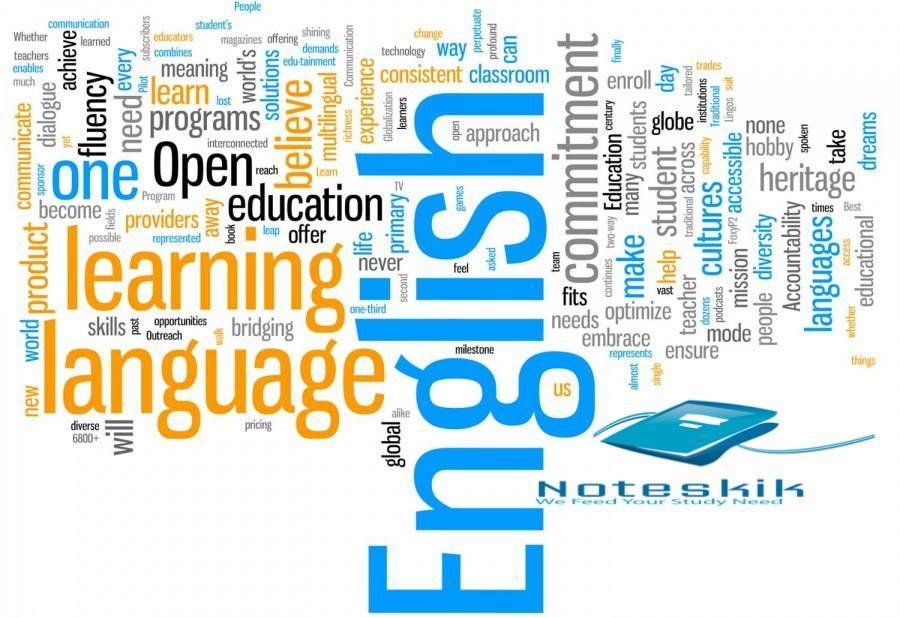 People
communication
Whether
teachers
enables
much
achieve
learned
subscribers
educators
combines
student's
magazines
offering
shining
demands
edu-tainment
Communication
technology
change
way
perpetuate
profound
can
finally
every
Pilot
meaning
learn
lost
world's
solutions
dialogue
communicate
yet
fluency
need
programs
interconnected
believe
multilingual
richness
experience
Globalization
learners
consistent
classroom
open
approach
commitment
enroll
day
tailored
trades
institutions
Traditional
suit
Lingos
century
Education
many
students
globe
none
hobby
spoken
take
dreams
sponsor
one
Open
reach
Learn
become
Program
fields
providers
away
education
book
possible
represented
leap
offer
life
primary
TV
games
never
second
feel
asked
team
student
across
traditional
capability
cultures
accessible
FoxyP2
heritage
two-way
continues
make
help
vast
mission
diversity
Accountability
times
languages
Best
access
educational
product
learning
one-third
English
fits
optimize
teacher
dozens
podcasts
people
whether
world
skills
past
opportunities
Outreach
walk
bridging
milestone
needs
embrace
represents
ensure
mode
almost
single
things
new
language
us
diverse
6800+
will
pricing
alike
global
Noteskik
We Feed Your Study Need